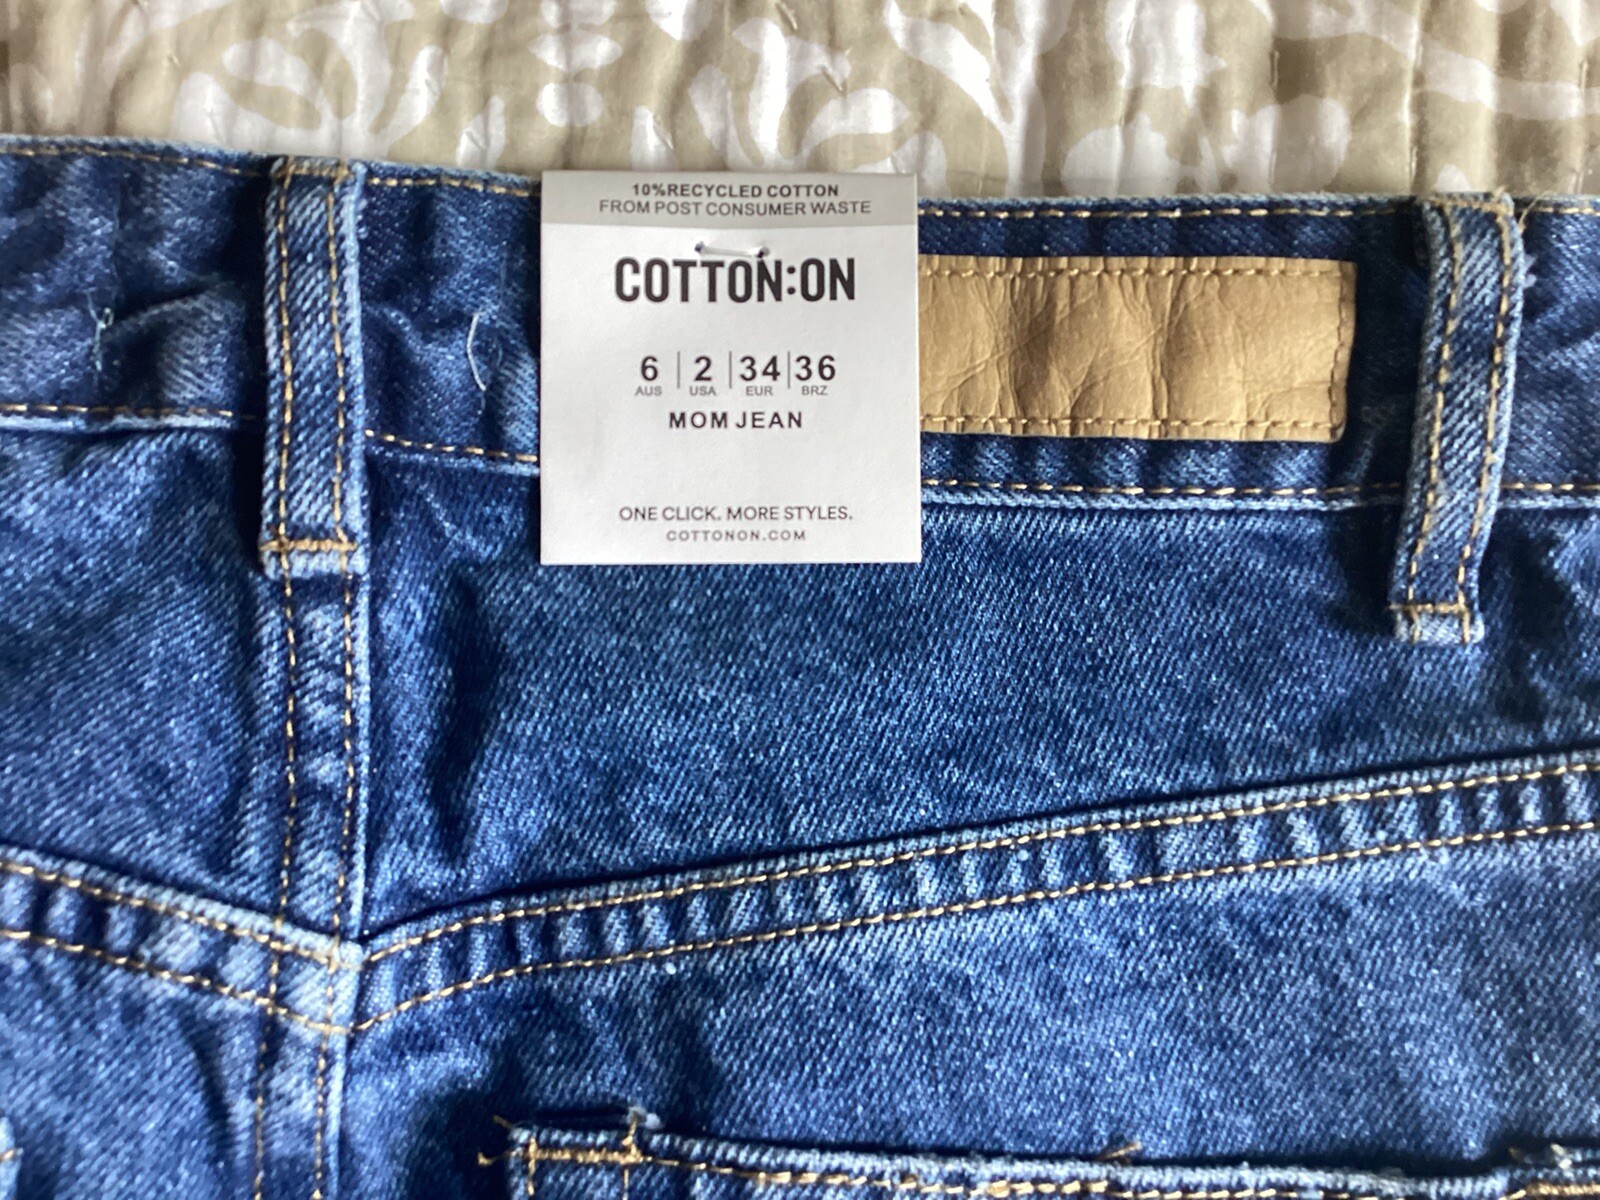 10%RECYCLED COTTON
FROM POST CONSUMER WASTE
COTTON:ON
6 | 2 | 34 | 36
AUS USA EUR BRZ
MOM JEAN
ONE CLICK. MORE STYLES.
COTTONON.COM